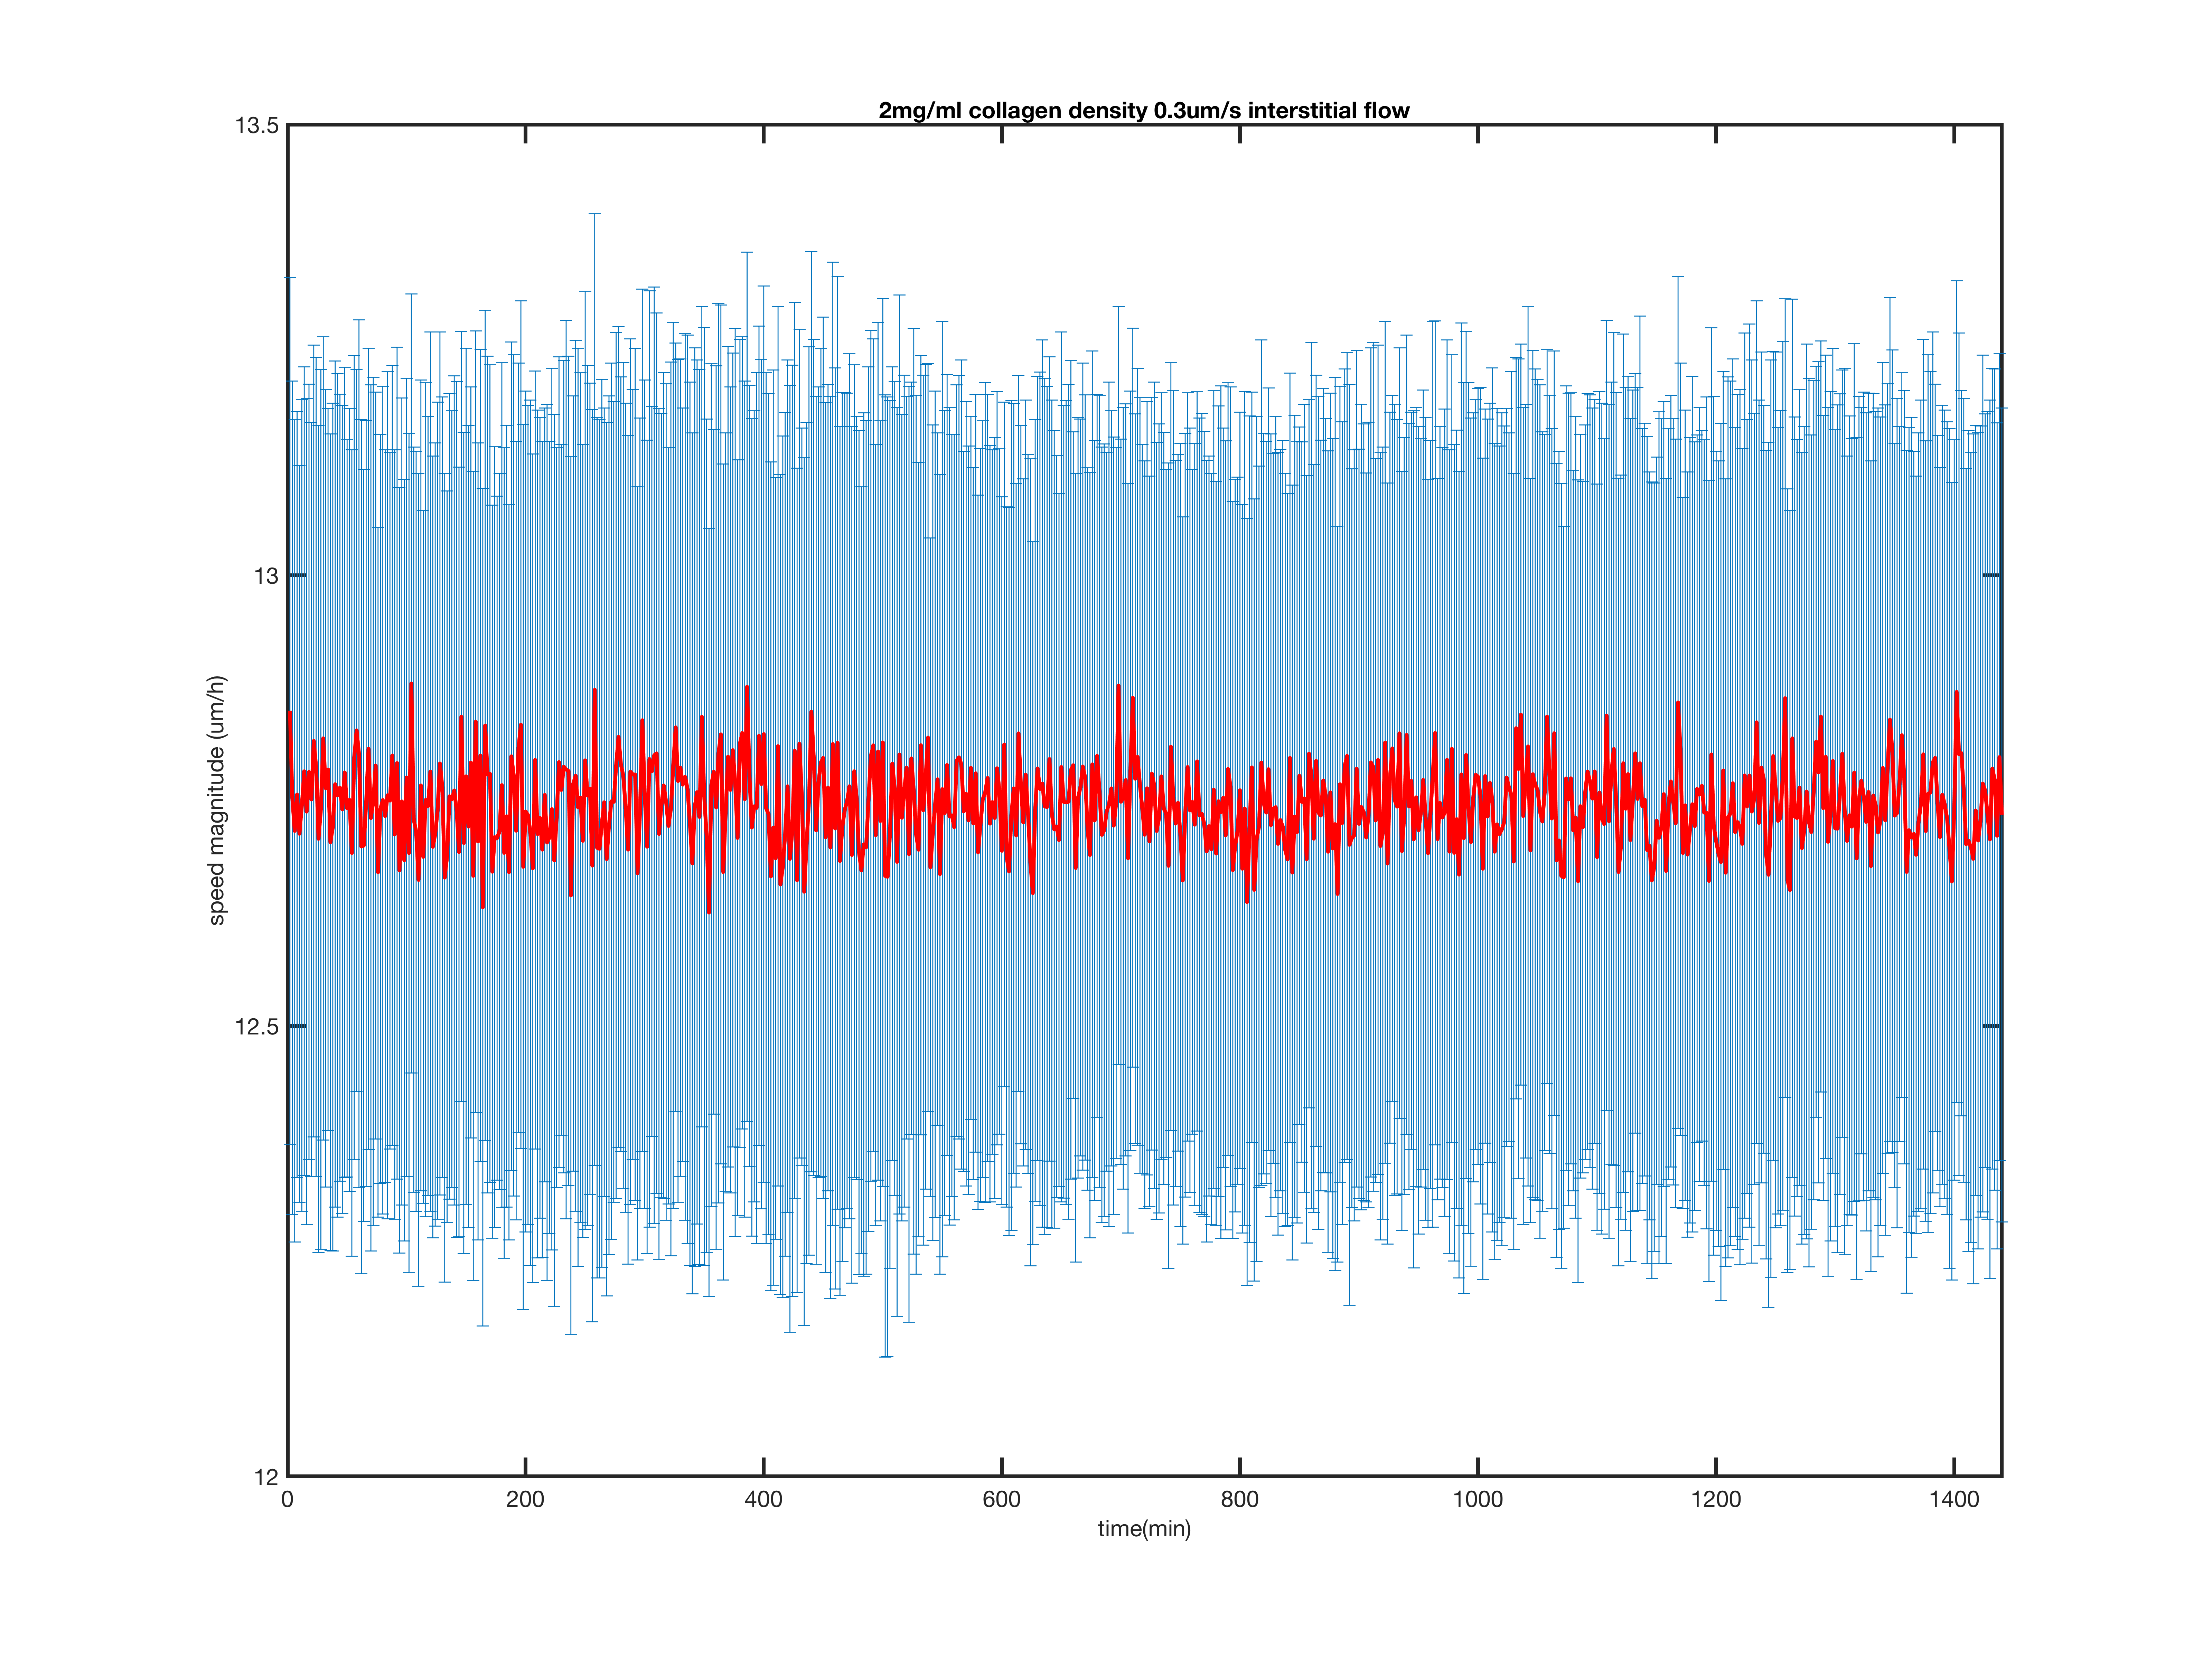 2mg/ml collagen density 0.3um/s interstitial flow
13.5
13
12.5
12
speed magnitude (um/h)
0 200 400 600 800 1000 1200 1400
time(min)